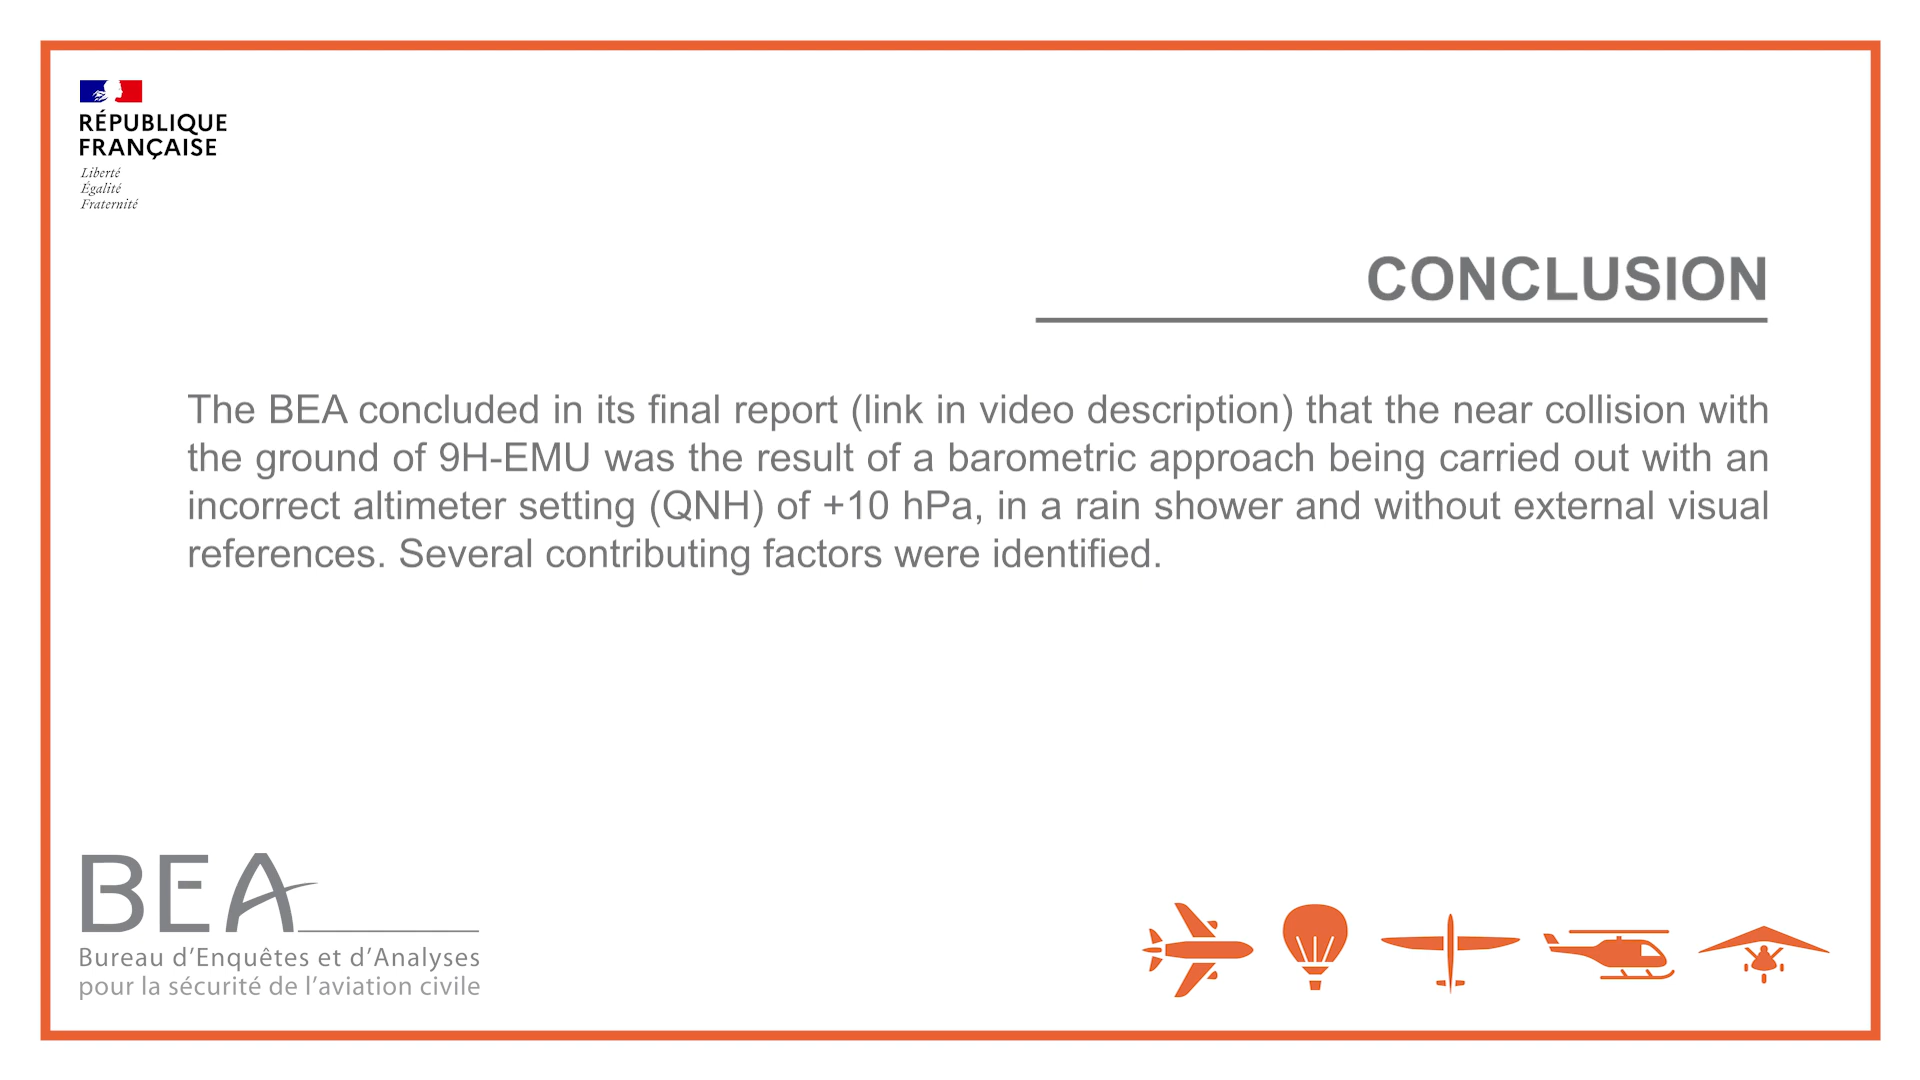 RÉPUBLIQUE
FRANÇAISE
Liberté
Égalité
Fraternité
CONCLUSION
The BEA concluded in its final report (link in video description) that the near collision with
the ground of 9H-EMU was the result of a barometric approach being carried out with an
incorrect altimeter setting (QNH) of +10 hPa, in a rain shower and without external visual
references. Several contributing factors were identified.
BEA
Bureau d’Enquêtes et d’Analyses
pour la sécurité de l’aviation civile